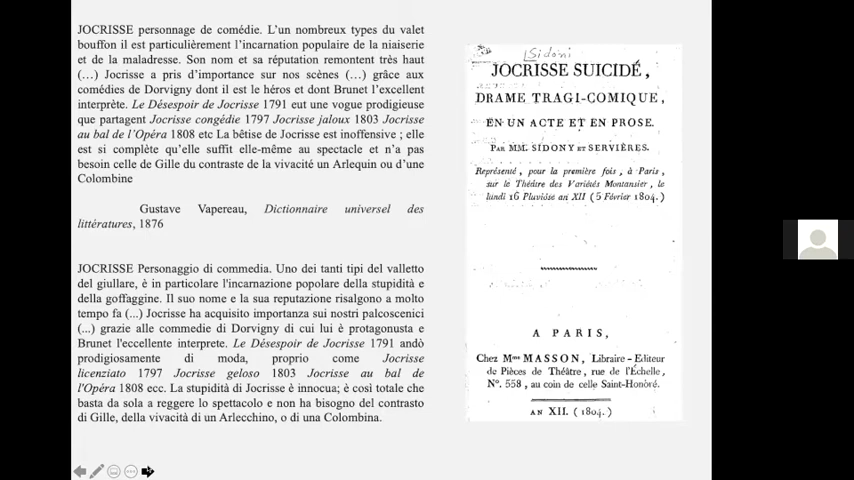 JOCRISSE personnage de comédie. L'un nombreux types du valet
bouffon il est particulièrement l'incarnation populaire de la niaiserie
et de la maladresse. Son nom et sa réputation remontent très haut
(…) Jocrisse a pris d'importance sur nos scènes (…) grâce aux
comédies de Dorvigny dont il est le héros et dont Brunet l'excellent
interprète. Le Désespoir de Jocrisse 1791 eut une vogue prodigieuse
que partagent Jocrisse congédie 1797 Jocrisse jaloux 1803 Jocrisse
au bal de l'Opéra 1808 etc La bêtise de Jocrisse est inoffensive ; elle
est si complète qu'elle suffit elle-même au spectacle et n'a pas
besoin celle de Gille du contraste de la vivacité un Arlequin ou d'une
Colombine
Gustave Vapereau, Dictionnaire universel des
littératures, 1876
JOCRISSE Personaggio di commedia. Uno dei tanti tipi del valletto
del giullare, è in particolare l'incarnazione popolare della stupidità e
della goffaggine. Il suo nome e la sua reputazione risalgono a molto
tempo fa (...) Jocrisse ha acquisito importanza sui nostri palcoscenici
(...) grazie alle commedie di Dorvigny di cui lui è protagonusta e
Brunet l'eccellente interprete. Le Désespoir de Jocrisse 1791 andò
prodigiosamente di moda, proprio come Jocrisse
licenziato 1797 Jocrisse geloso 1803 Jocrisse au bal de
l'Opéra 1808 ecc. La stupidità di Jocrisse è innocua; è così totale che
basta da sola a reggere lo spettacolo e non ha bisogno del contrasto
di Gille, della vivacità di un Arlecchino, o di una Colombina.
Sidoni
JOCRISSE SUICIDÉ,
DRAME TRAGI-COMIQUE,
EN UN ACTE ET EN PROSE.
PAR MM. SIDONY ET SERVIÈRES.
Représenté, pour la première fois, à Paris,
sur le Théâtre des Variétés Montansier, le
lundi 16 Pluviôse an XII (5 Février 1804.)
A PARIS,
Chez Mme MASSON, Libraire-Editeur
de Pièces de Théâtre, rue de l'Échelle,
N°. 558, au coin de celle Saint-Honoré.
AN XII. (1804.)